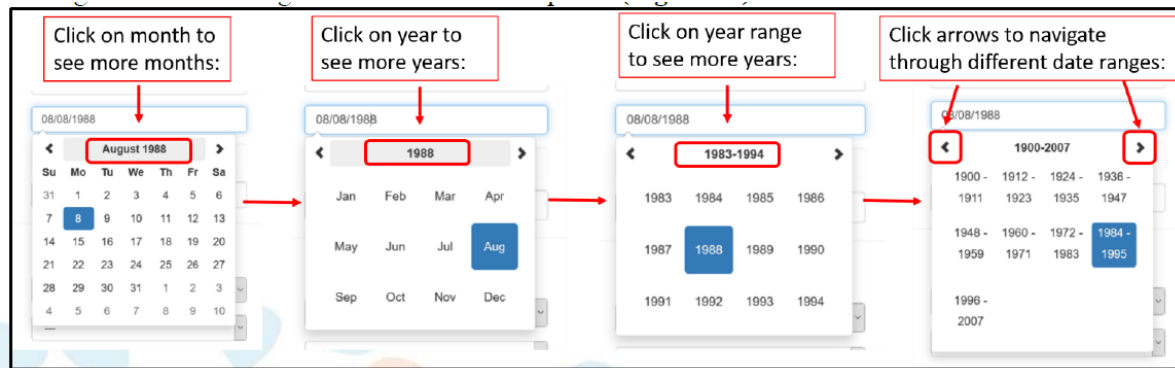 Click on month to
see more months:
08/08/1988
August 1988
Su Mo Tu We Th Fr Sa
31 1 2 3 4 5 6
7 8 9 10 11 12 13
14 15 16 17 18 19 20
21 22 23 24 25 26 27
28 29 30 31 1 2 3
4 5 6 7 8 9 10
---
Click on year to
see more years:
08/08/1988
1988
Jan Feb Mar Apr
May Jun Jul Aug
Sep Oct Nov Dec
Click on year range
to see more years:
08/08/1988
1983-1994
1983 1984 1985 1986
1987 1988 1989 1990
1991 1992 1993 1994
Click arrows to navigate
through different date ranges:
08/08/1988
1900-2007
1900 - 1912 - 1924 - 1936 -
1911 1923 1935 1947
1948 - 1960 - 1972 - 1984 -
1959 1971 1983 1995
1996 -
2007